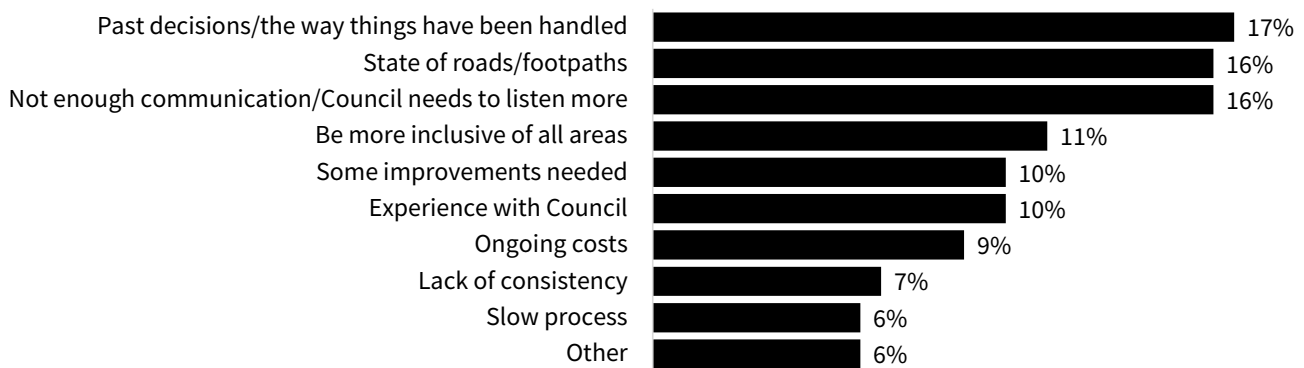 Past decisions/the way things have been handled 17%
State of roads/footpaths 16%
Not enough communication/Council needs to listen more 16%
Be more inclusive of all areas 11%
Some improvements needed 10%
Experience with Council 10%
Ongoing costs 9%
Lack of consistency 7%
Slow process 6%
Other 6%